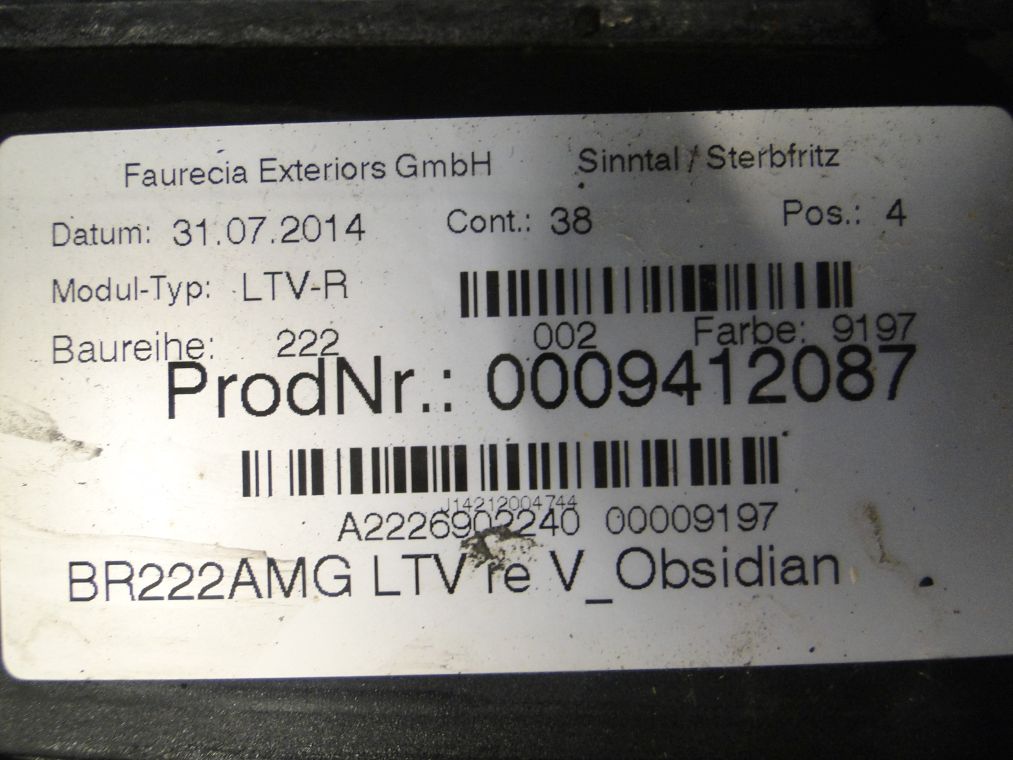 Faurecia Exteriors GmbH Sinntal / Sterbfritz
Datum: 31.07.2014 Cont.: 38 Pos.: 4
Modul-Typ: LTV-R
Baureihe: 222 002 Farbe: 9197
ProdNr.: 0009412087
J14212004744
A2226902240 00009197
BR222AMG LTV re V_Obsidian